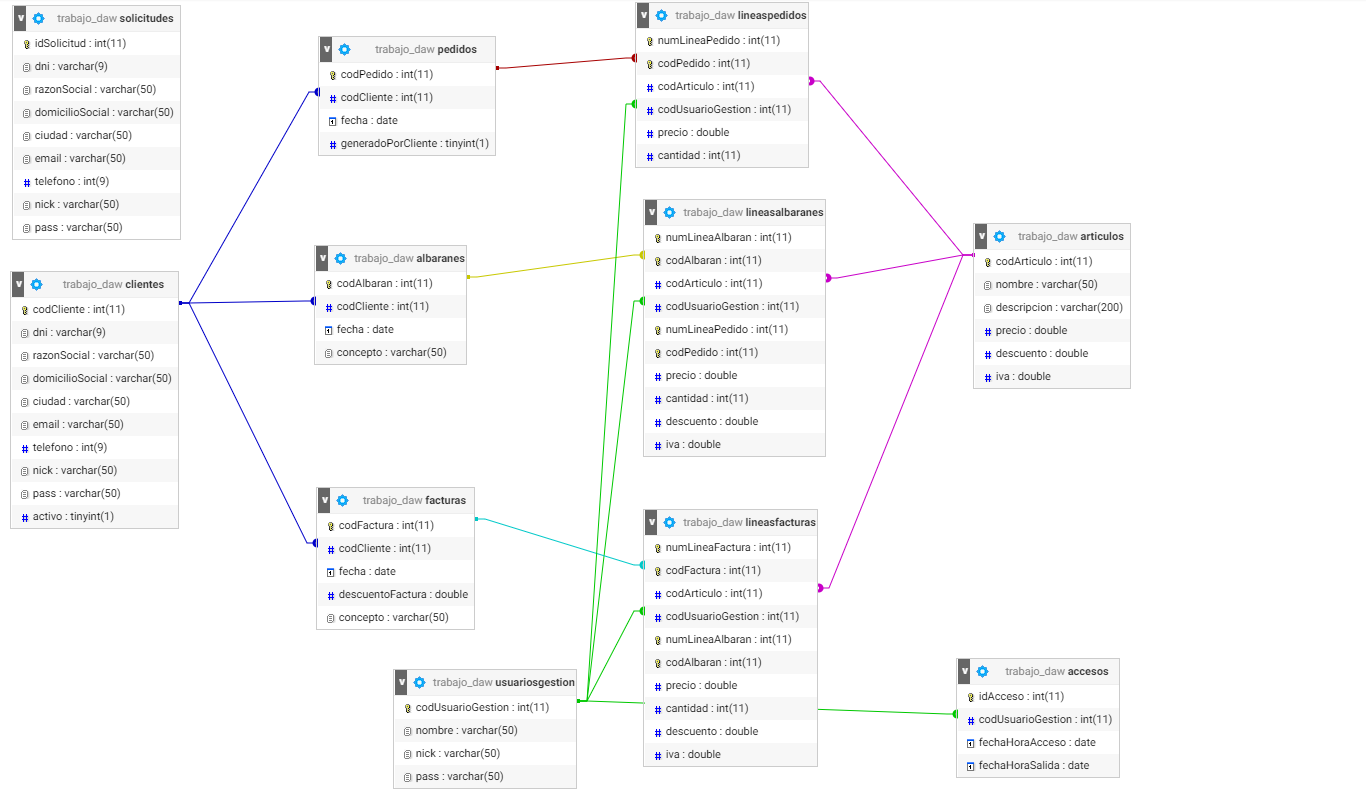 v trabajo_daw solicitudes
idSolicitud : int(11)
dni : varchar(9)
razonSocial : varchar(50)
domicilioSocial : varchar(50)
ciudad : varchar(50)
email : varchar(50)
# telefono : int(9)
nick : varchar(50)
pass : varchar(50)
v trabajo_daw clientes
codCliente : int(11)
dni : varchar(9)
razonSocial : varchar(50)
domicilioSocial : varchar(50)
ciudad : varchar(50)
email : varchar(50)
# telefono : int(9)
nick : varchar(50)
pass : varchar(50)
# activo : tinyint(1)
v trabajo_daw pedidos
codPedido : int(11)
# codCliente : int(11)
fecha : date
# generadoPorCliente : tinyint(1)
v trabajo_daw albaranes
codAlbaran : int(11)
# codCliente : int(11)
fecha : date
concepto : varchar(50)
v trabajo_daw facturas
codFactura : int(11)
# codCliente : int(11)
fecha : date
# descuentoFactura : double
concepto : varchar(50)
v trabajo_daw usuariosgestion
codUsuarioGestion : int(11)
nombre : varchar(50)
nick : varchar(50)
pass : varchar(50)
v trabajo_daw lineaspedidos
numLineaPedido : int(11)
codPedido : int(11)
# codArticulo : int(11)
# codUsuarioGestion : int(11)
# precio : double
# cantidad : int(11)
v trabajo_daw lineasalbaranes
numLineaAlbaran : int(11)
codAlbaran : int(11)
# codArticulo : int(11)
# codUsuarioGestion : int(11)
numLineaPedido : int(11)
codPedido : int(11)
# precio : double
# cantidad : int(11)
# descuento : double
# iva : double
v trabajo_daw lineasfacturas
numLineaFactura : int(11)
codFactura : int(11)
# codArticulo : int(11)
# codUsuarioGestion : int(11)
numLineaAlbaran : int(11)
codAlbaran : int(11)
# precio : double
# cantidad : int(11)
# descuento : double
# iva : double
v trabajo_daw articulos
codArticulo : int(11)
nombre : varchar(50)
descripcion : varchar(200)
# precio : double
# descuento : double
# iva : double
v trabajo_daw accesos
idAcceso : int(11)
# codUsuarioGestion : int(11)
fechaHoraAcceso : date
fechaHoraSalida : date